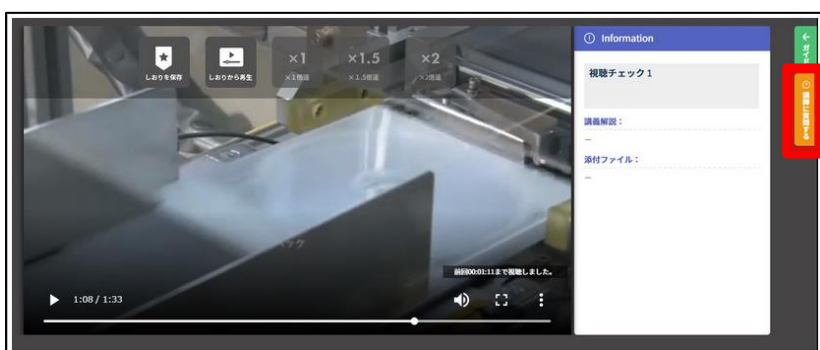 しおりを保存
しおりから再生
×1
×1倍速
×1.5
×1.5倍速
×2
×2倍速
前回00:01:11まで視聴しました。
1:08 / 1:33
Information
視聴チェック 1
講義解説：
–
添付ファイル：
–
ガイド
講師に質問する